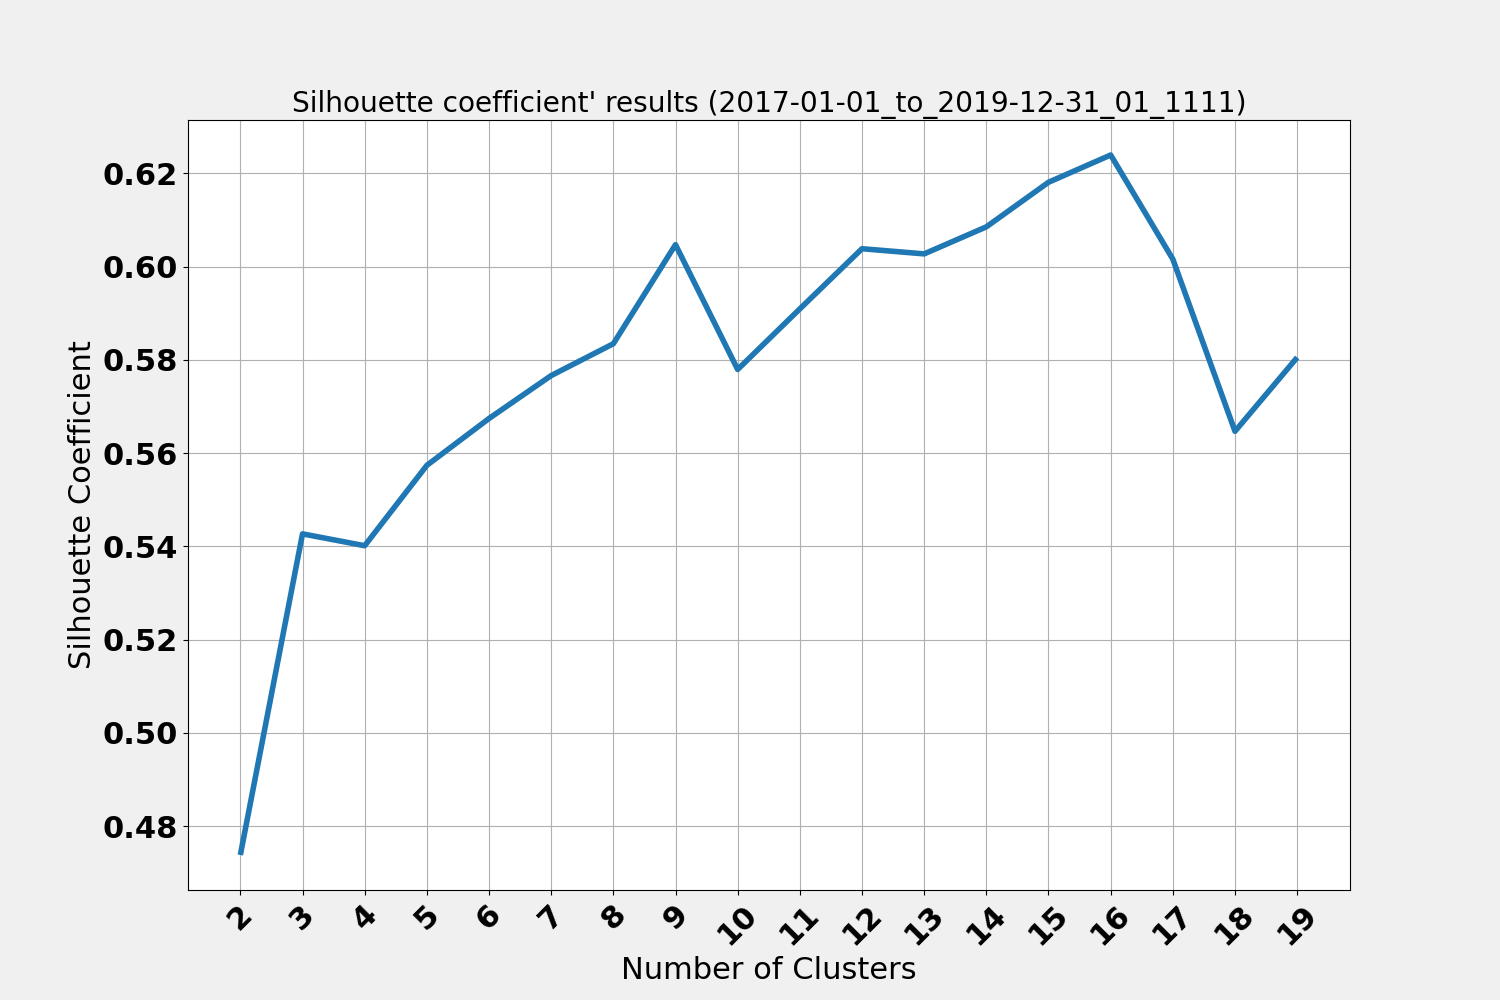 Silhouette coefficient' results (2017-01-01_to_2019-12-31_01_1111)
Silhouette Coefficient
0.62
0.60
0.58
0.56
0.54
0.52
0.50
0.48
2 3 4 5 6 7 8 9 10 11 12 13 14 15 16 17 18 19
Number of Clusters